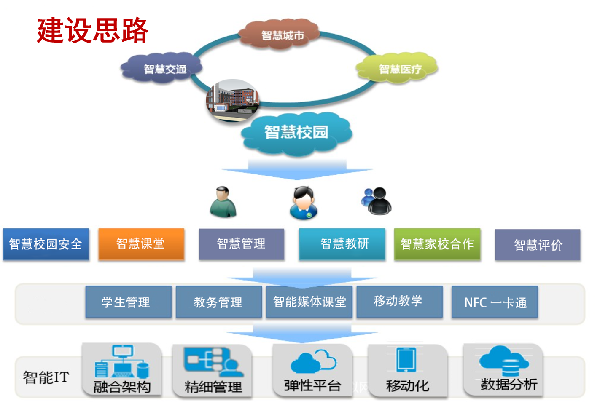 建设思路
智慧城市
智慧交通
智慧医疗
智慧校园
智慧校园安全
智慧课堂
智慧管理
智慧教研
智慧家校合作
智慧评价
学生管理
教务管理
智能媒体课堂
移动教学
NFC 一卡通
智能IT
融合架构
精细管理
弹性平台
移动化
数据分析